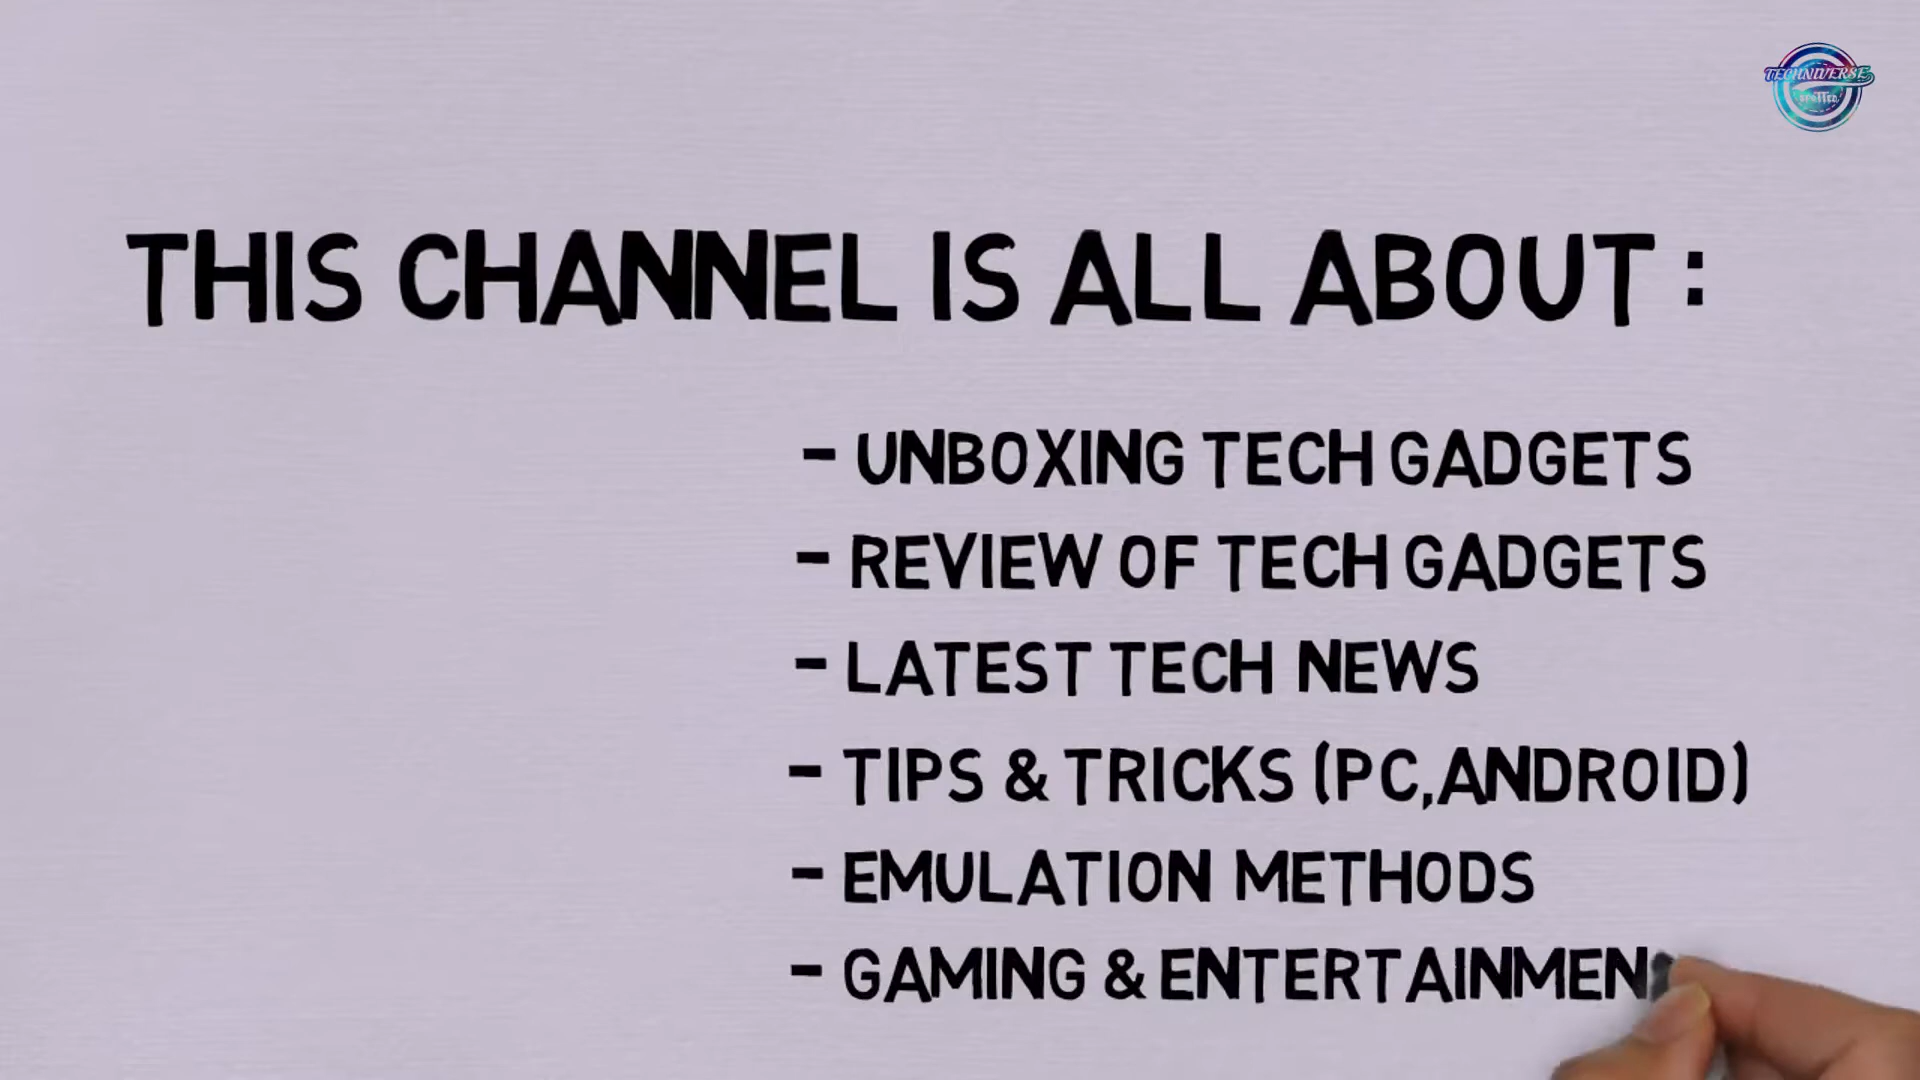 TECHNIVERSE
THIS CHANNEL IS ALL ABOUT :
- UNBOXING TECH GADGETS
- REVIEW OF TECH GADGETS
- LATEST TECH NEWS
- TIPS & TRICKS (PC,ANDROID)
- EMULATION METHODS
- GAMING & ENTERTAINMEN